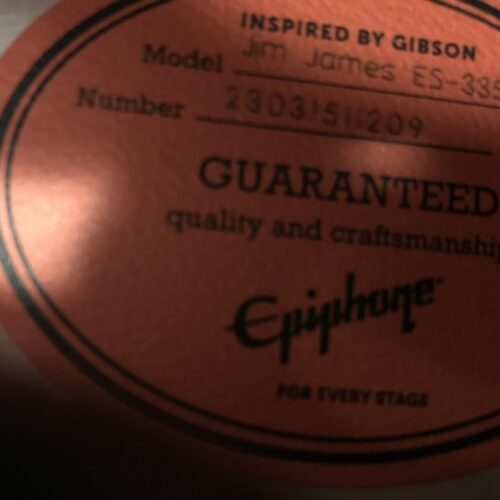 INSPIRED BY GIBSON
Model Jim James ES-335
Number 23031511209
GUARANTEED
quality and craftsmanship
Epiphone
FOR EVERY STAGE